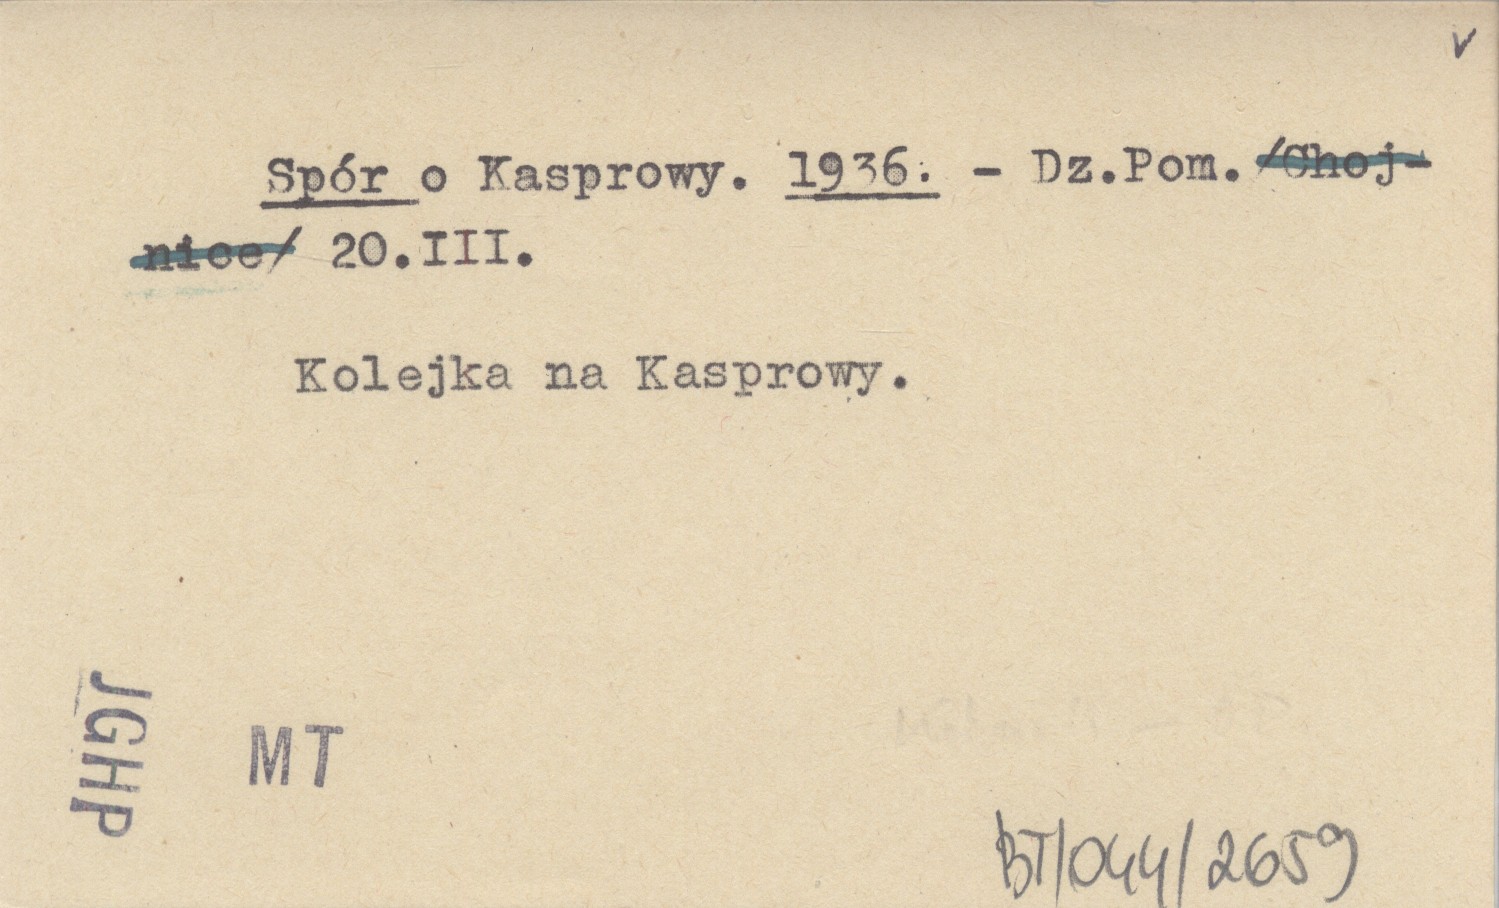 v
Spór o Kasprowy. 1936. - Dz.Pom. /Choj-
nice/ 20.III.
Kolejka na Kasprowy.
JGHP
MT
BT/044/2659